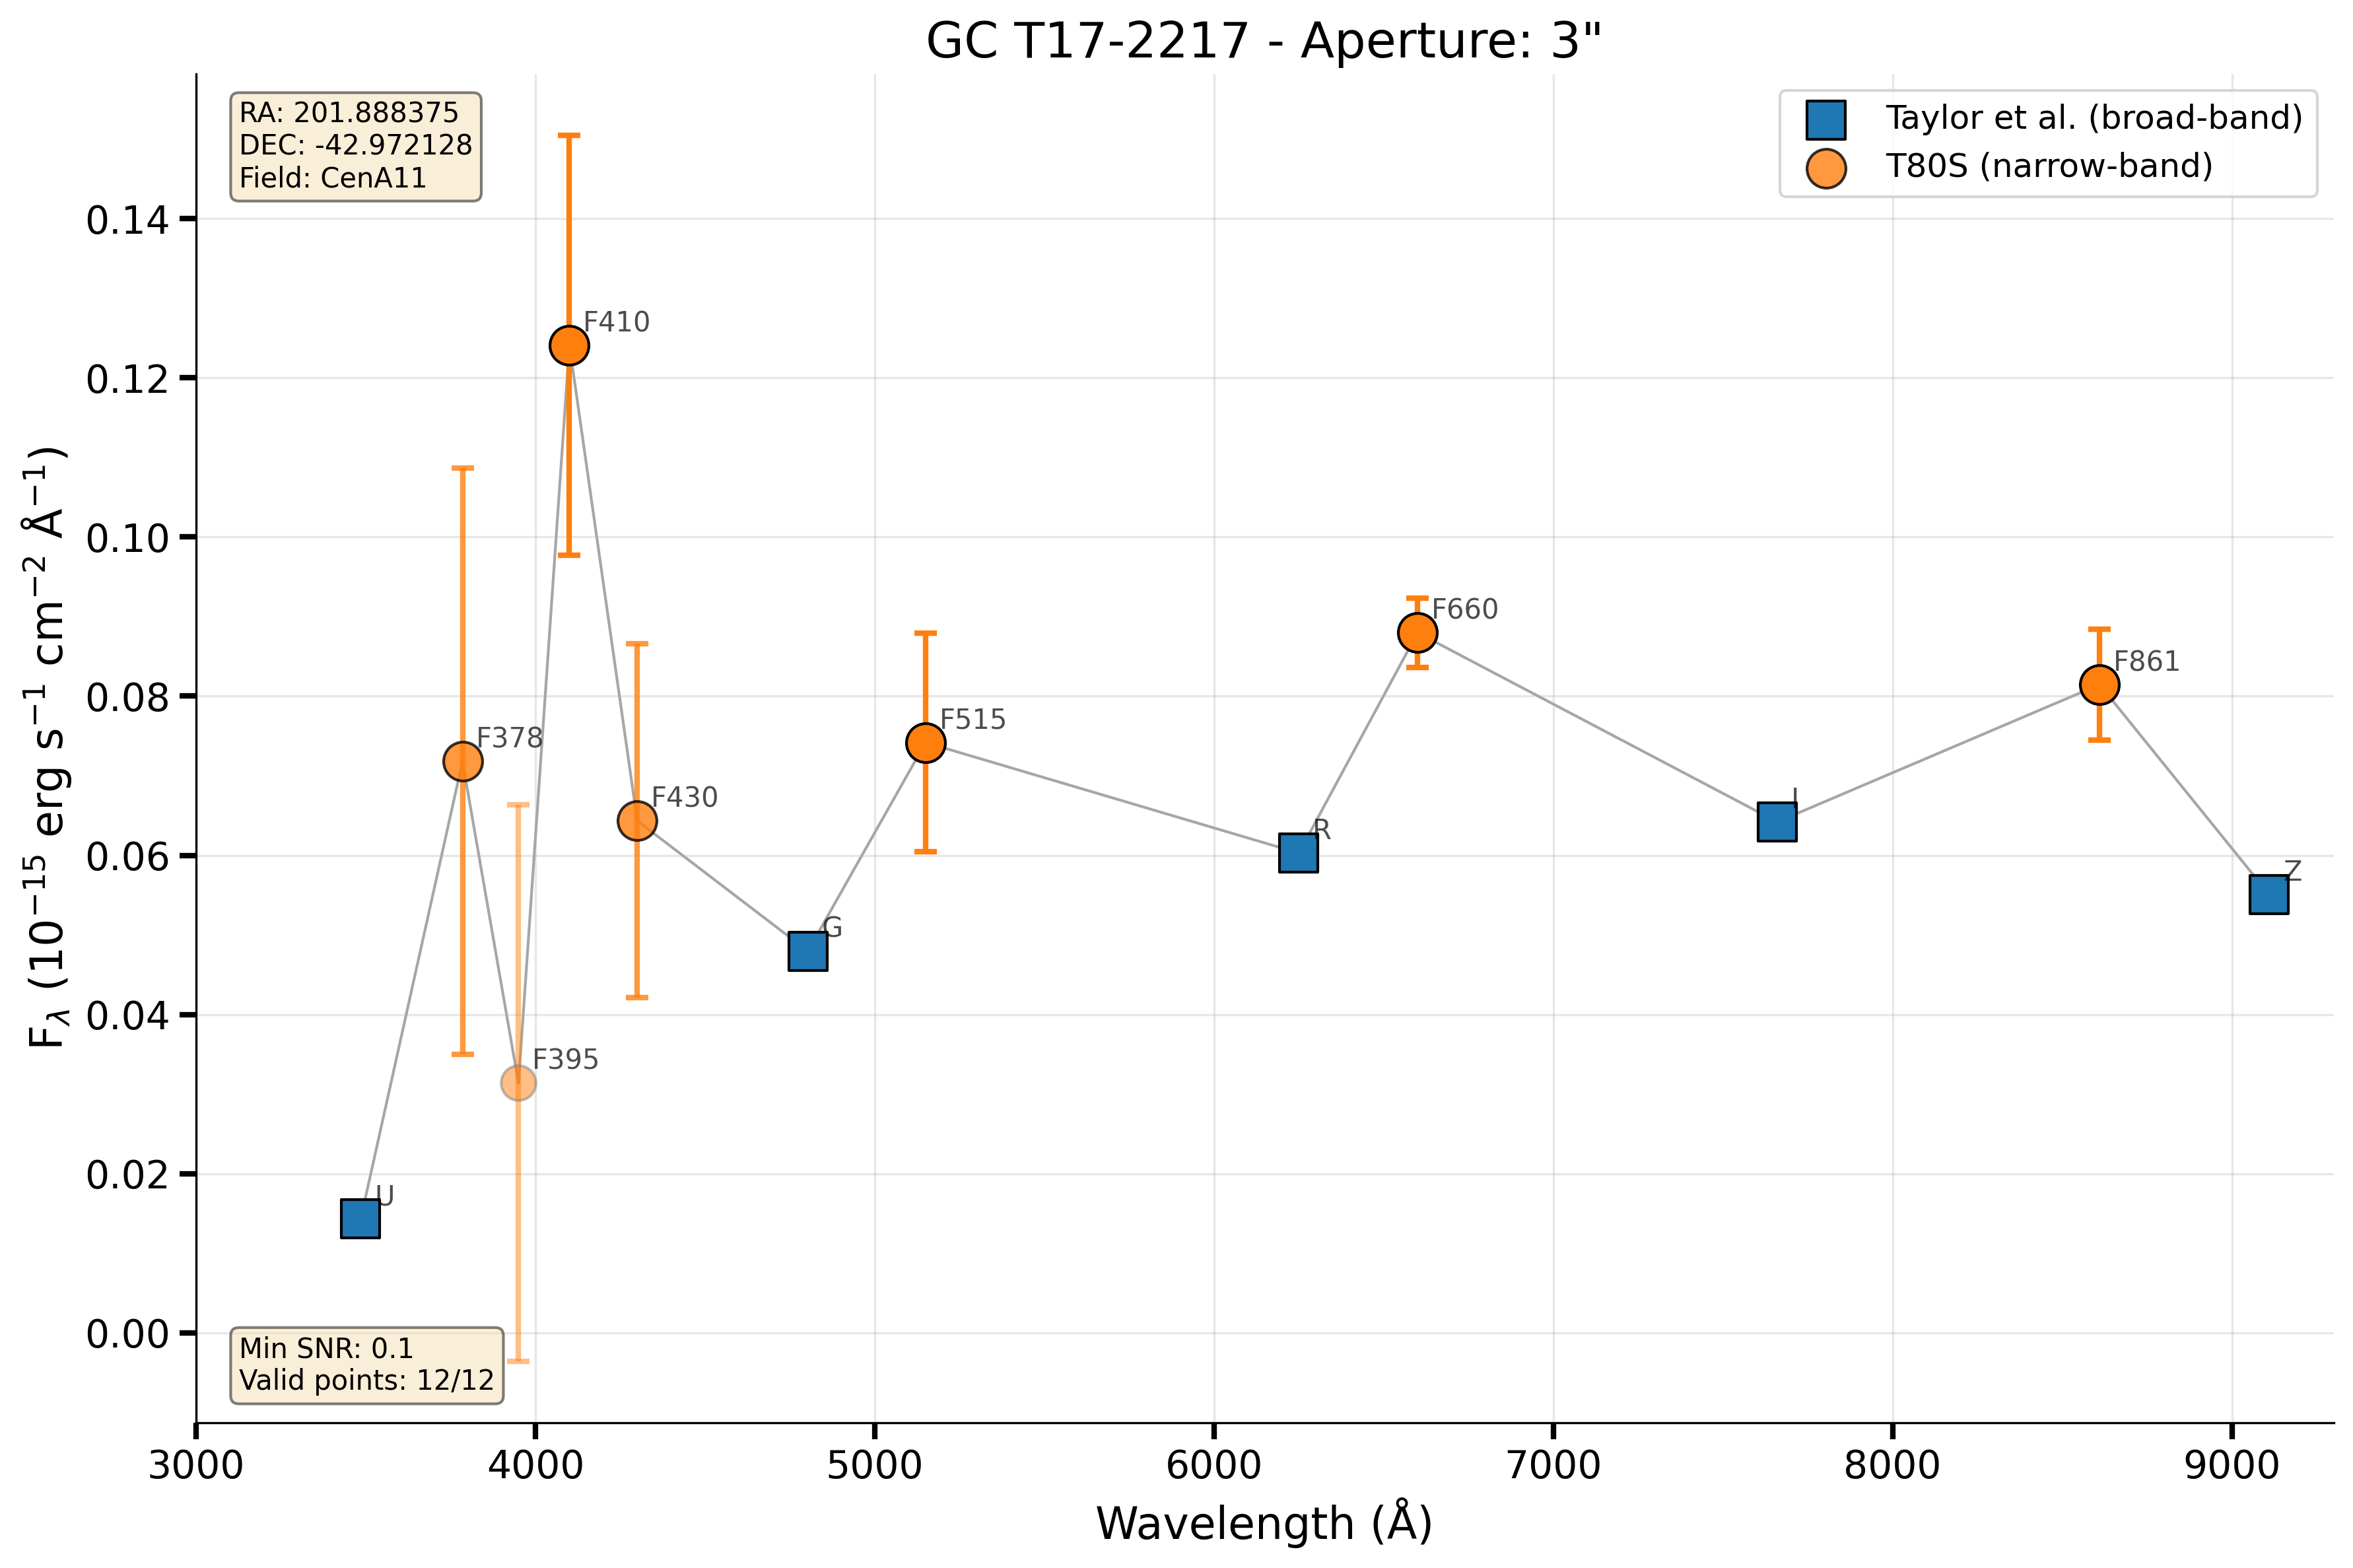 GC T17-2217 - Aperture: 3"
RA: 201.888375
DEC: -42.972128
Field: CenA11
Taylor et al. (broad-band)
T80S (narrow-band)
0.14
0.12
0.10
0.08
0.06
0.04
0.02
0.00
F_λ (10⁻¹⁵ erg s⁻¹ cm⁻² Å⁻¹)
F410
F378
F430
F395
F515
F660
F861
U
G
R
I
Z
Min SNR: 0.1
Valid points: 12/12
3000 4000 5000 6000 7000 8000 9000
Wavelength (Å)